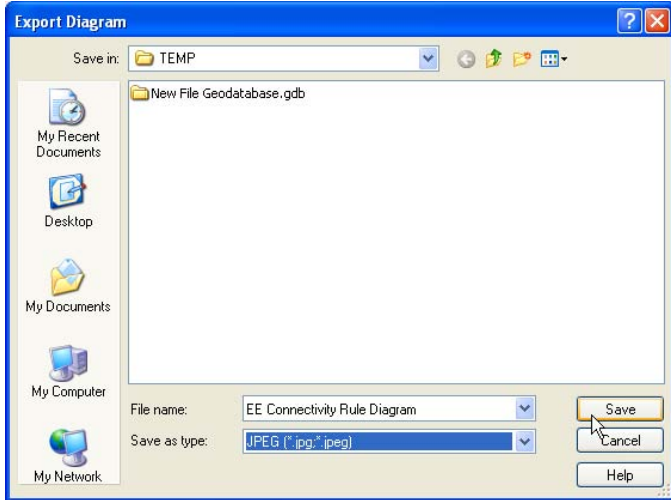 Export Diagram
Save in: TEMP
New File Geodatabase.gdb
My Recent
Documents
Desktop
My Documents
My Computer
My Network
File name: EE Connectivity Rule Diagram
Save as type: JPEG (*.jpg;*.jpeg)
Save
Cancel
Help